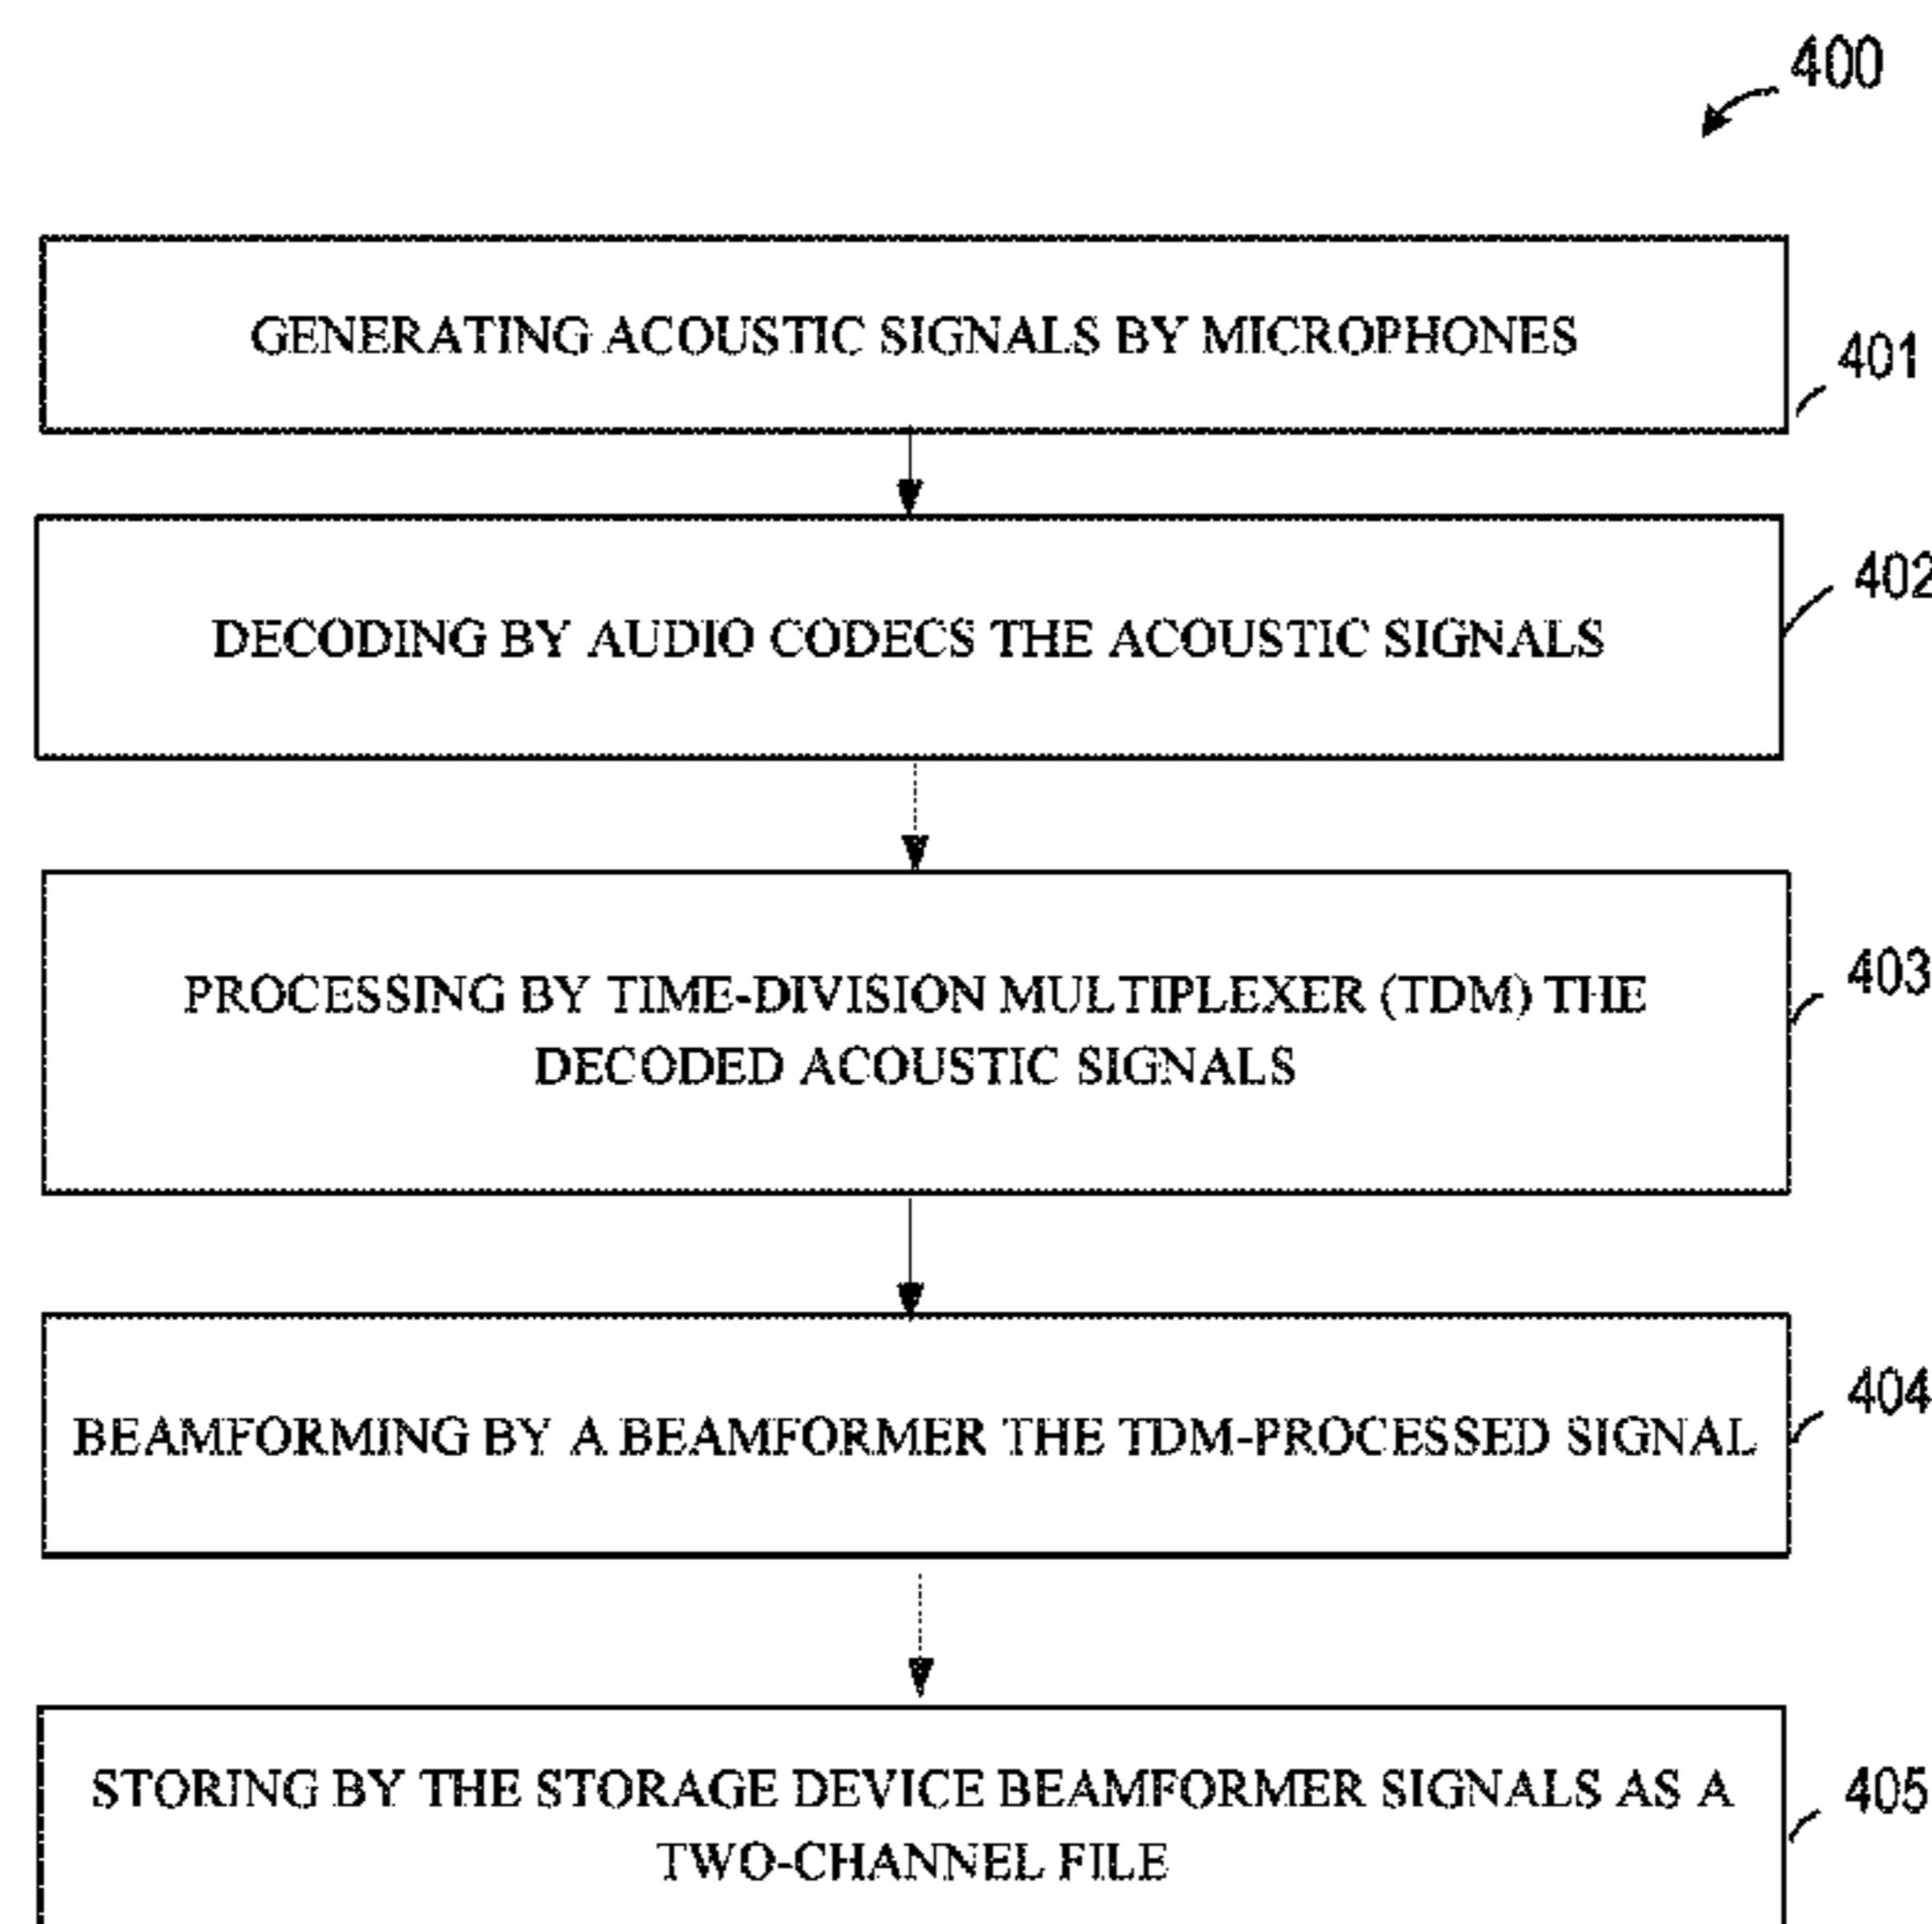 400
GENERATING ACOUSTIC SIGNALS BY MICROPHONES
401
DECODING BY AUDIO CODECS THE ACOUSTIC SIGNALS
402
PROCESSING BY TIME-DIVISION MULTIPLEXER (TDM) THE
DECODED ACOUSTIC SIGNALS
403
BEAMFORMING BY A BEAMFORMER THE TDM-PROCESSED SIGNAL
404
STORING BY THE STORAGE DEVICE BEAMFORMER SIGNALS AS A
TWO-CHANNEL FILE
405